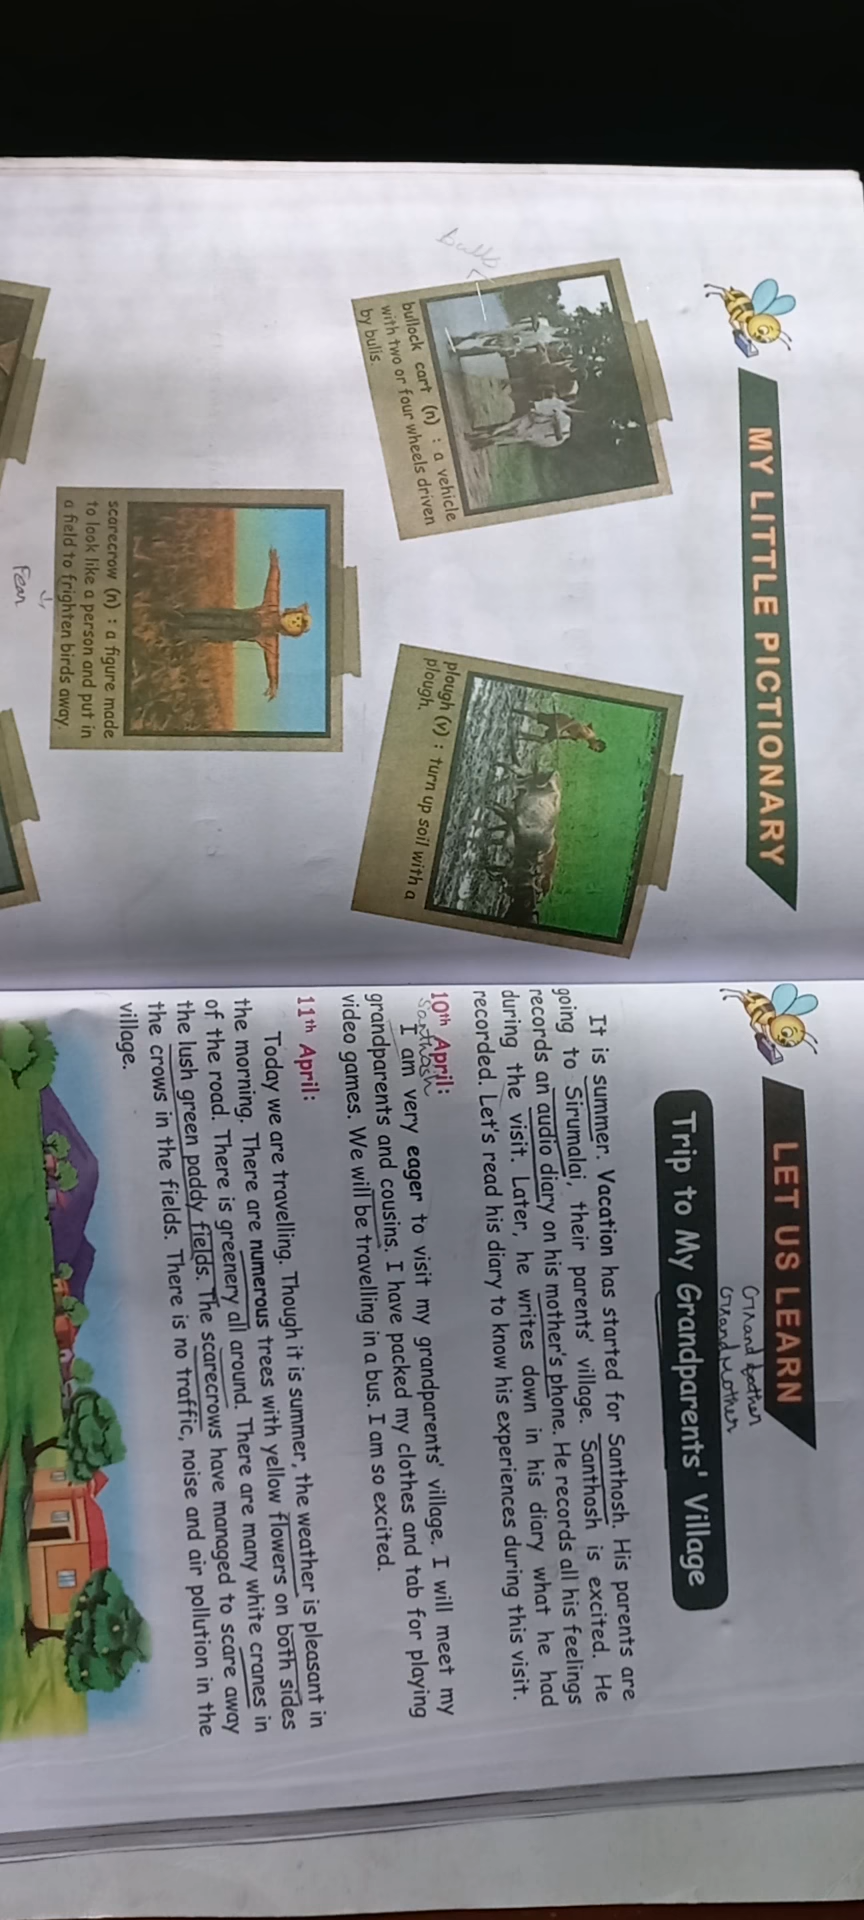 MY LITTLE PICTIONARY
bulls
bullock cart (n) : a vehicle
with two or four wheels driven
by bulls.
plough (v) : turn up soil with a
plough.
scarecrow (n) : a figure made
to look like a person and put in
a field to frighten birds away.
Fear
LET US LEARN
Grand father
Grand Mother
Trip to My Grandparents' Village
It is summer. Vacation has started for Santhosh. His parents are
going to Sirumalai, their parents' village. Santhosh is excited. He
records an audio diary on his mother's phone. He records all his feelings
during the visit. Later, he writes down in his diary what he had
recorded. Let's read his diary to know his experiences during this visit.
10th April:
Santhosh
I am very eager to visit my grandparents' village. I will meet my
grandparents and cousins. I have packed my clothes and tab for playing
video games. We will be travelling in a bus. I am so excited.
11th April:
Today we are travelling. Though it is summer, the weather is pleasant in
the morning. There are numerous trees with yellow flowers on both sides
of the road. There is greenery all around. There are many white cranes in
the lush green paddy fields. The scarecrows have managed to scare away
the crows in the fields. There is no traffic, noise and air pollution in the
village.